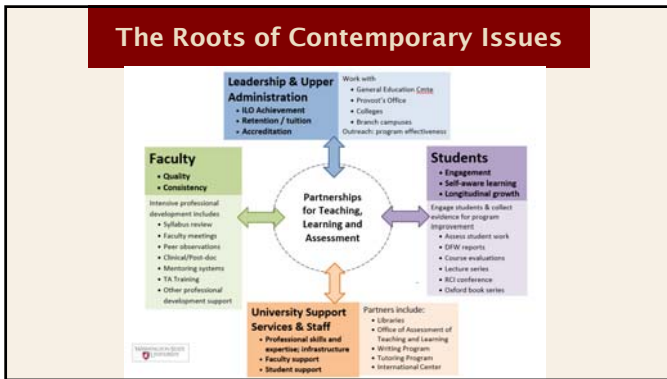 The Roots of Contemporary Issues
Leadership & Upper
Administration
• ILO Achievement
• Retention / tuition
• Accreditation
Work with
• General Education Cmte
• Provost's Office
• Colleges
• Branch campuses
Outreach: program effectiveness
Faculty
• Quality
• Consistency
Intensive professional
development includes
• Syllabus review
• Faculty meetings
• Peer observations
• Clinical/Post-doc
• Mentoring systems
• TA Training
• Other professional
development support
Partnerships
for Teaching,
Learning and
Assessment
Students
• Engagement
• Self-aware learning
• Longitudinal growth
Engage students & collect
evidence for program
improvement
• Assess student work
• DFW reports
• Course evaluations
• Lecture series
• RCI conference
• Oxford book series
University Support
Services & Staff
• Professional skills and
expertise; infrastructure
• Faculty support
• Student support
Partners include:
• Libraries
• Office of Assessment of
Teaching and Learning
• Writing Program
• Tutoring Program
• International Center
WASHINGTON STATE
UNIVERSITY